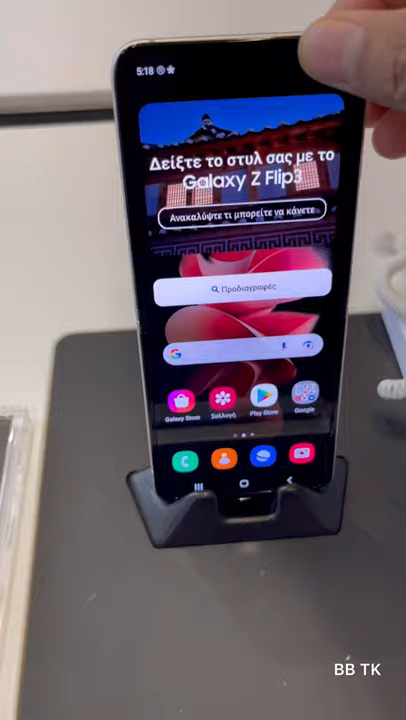 5:18
Δείξτε το στυλ σας με το
Galaxy Z Flip3
Ανακαλύψτε τι μπορείτε να κάνετε
Προδιαγραφές
Galaxy Store
Συλλογή
Play Store
Google
BB TK